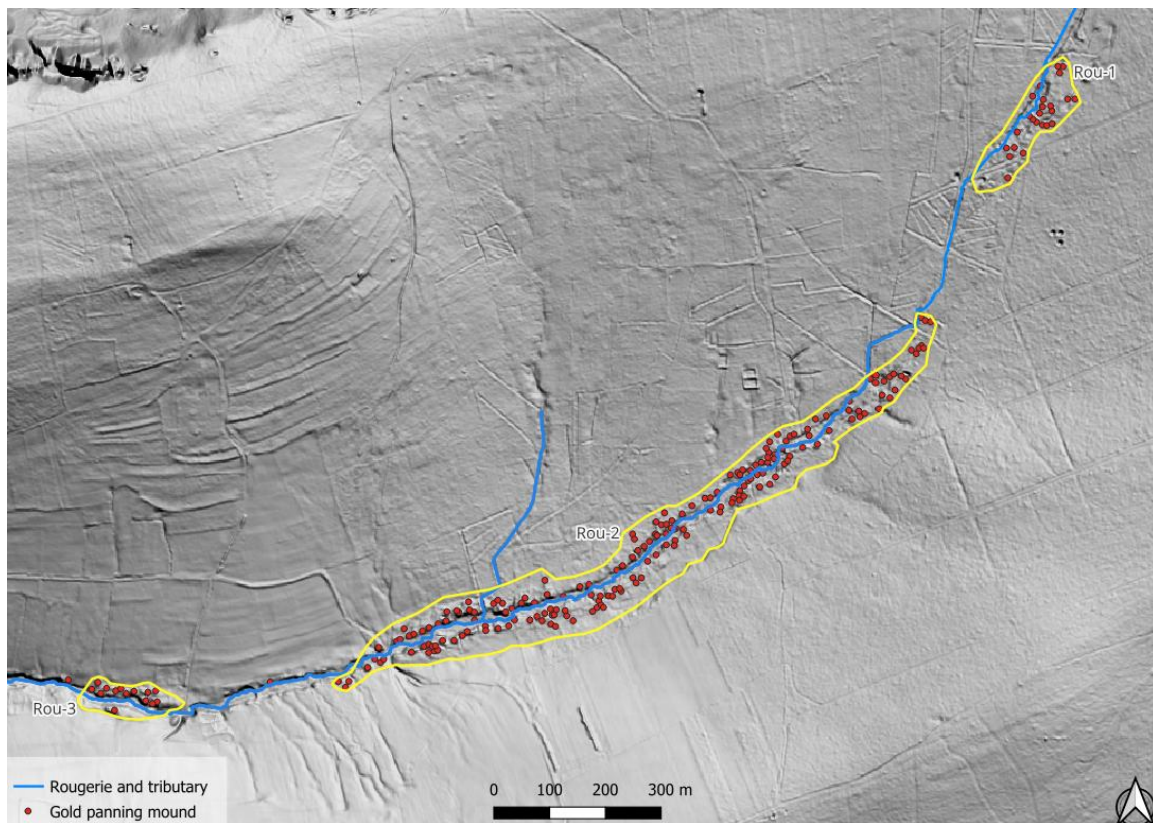 Rou-1
Rou-2
Rou-3
Rougerie and tributary
Gold panning mound
0 100 200 300 m